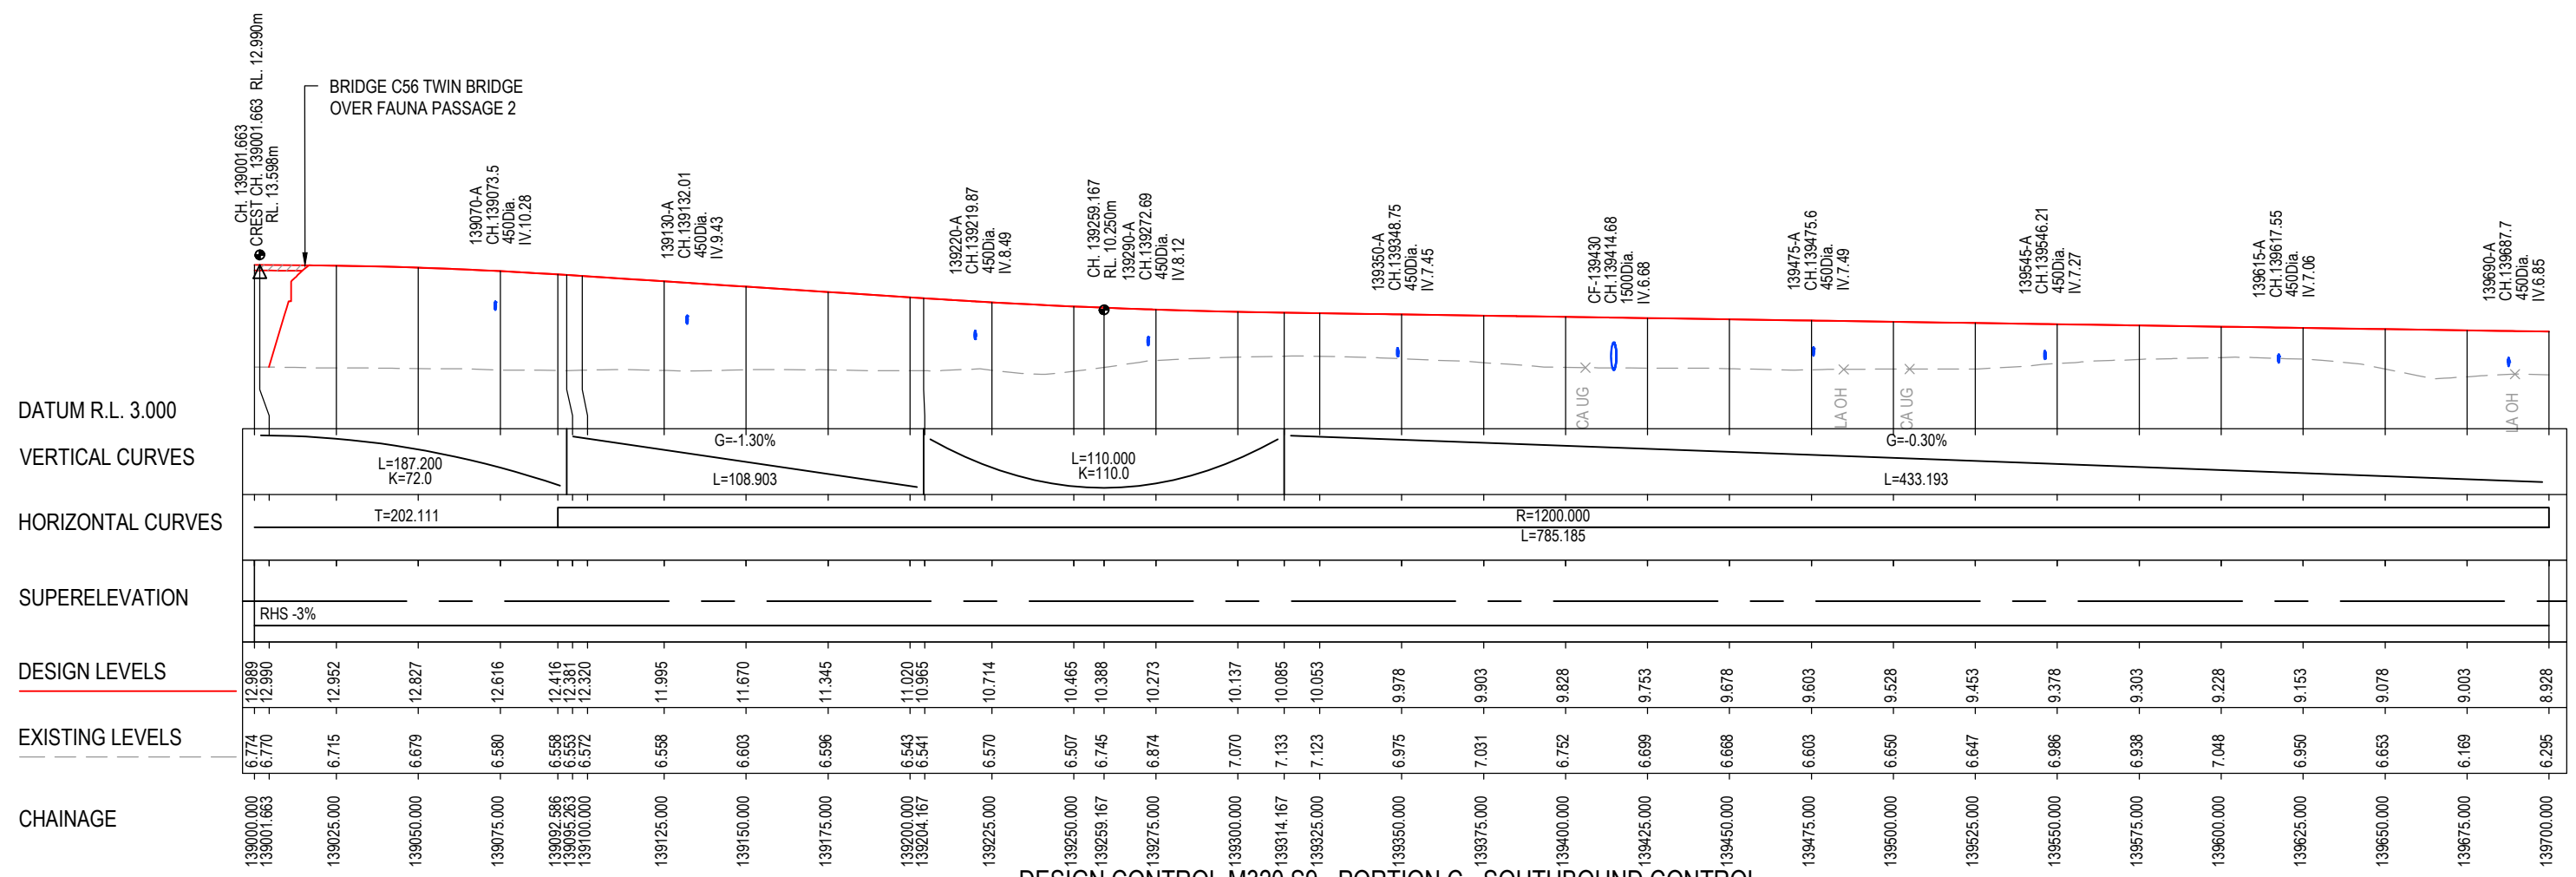 CH. 139001.663
CREST CH. 139001.663 RL. 12.990m
RL. 13.598m
BRIDGE C56 TWIN BRIDGE
OVER FAUNA PASSAGE 2
139070-A
CH.139073.5
450Dia.
IV.10.28
139130-A
CH.139132.01
450Dia.
IV.9.43
139220-A
CH.139219.87
450Dia.
IV.8.49
CH. 139259.167
RL. 10.250m
139290-A
CH.139272.69
450Dia.
IV.8.12
139350-A
CH.139348.75
450Dia.
IV.7.45
CF-139430
CH.139414.68
1500Dia.
IV.6.68
139475-A
CH.139475.6
450Dia.
IV.7.49
139545-A
CH.139546.21
450Dia.
IV.7.27
139615-A
CH.139617.55
450Dia.
IV.7.06
139690-A
CH.139687.7
450Dia.
IV.6.85
CA UG
LA OH
CA UG
LA OH
DATUM R.L. 3.000
VERTICAL CURVES
L=187.200
K=72.0
G=-1.30%
L=108.903
L=110.000
K=110.0
G=-0.30%
L=433.193
HORIZONTAL CURVES
T=202.111
R=1200.000
L=785.185
SUPERELEVATION
RHS -3%
DESIGN LEVELS
12.989
12.990
12.952
12.827
12.616
12.416
12.381
12.320
11.995
11.670
11.345
11.020
10.965
10.714
10.465
10.388
10.273
10.137
10.085
10.053
9.978
9.903
9.828
9.753
9.678
9.603
9.528
9.453
9.378
9.303
9.228
9.153
9.078
9.003
8.928
EXISTING LEVELS
6.774
6.770
6.715
6.679
6.580
6.558
6.553
6.572
6.558
6.603
6.596
6.543
6.541
6.570
6.507
6.745
6.874
7.070
7.133
7.123
6.975
7.031
6.752
6.699
6.668
6.603
6.650
6.647
6.986
6.938
7.048
6.950
6.653
6.169
6.295
CHAINAGE
139000.000
139001.663
139025.000
139050.000
139075.000
139092.586
139095.263
139100.000
139125.000
139150.000
139175.000
139200.000
139204.167
139225.000
139250.000
139259.167
139275.000
139300.000
139314.167
139325.000
139350.000
139375.000
139400.000
139425.000
139450.000
139475.000
139500.000
139525.000
139550.000
139575.000
139600.000
139625.000
139650.000
139675.000
139700.000
DESIGN CONTROL M320 S9 - PORTION C - SOUTHBOUND CONTROL